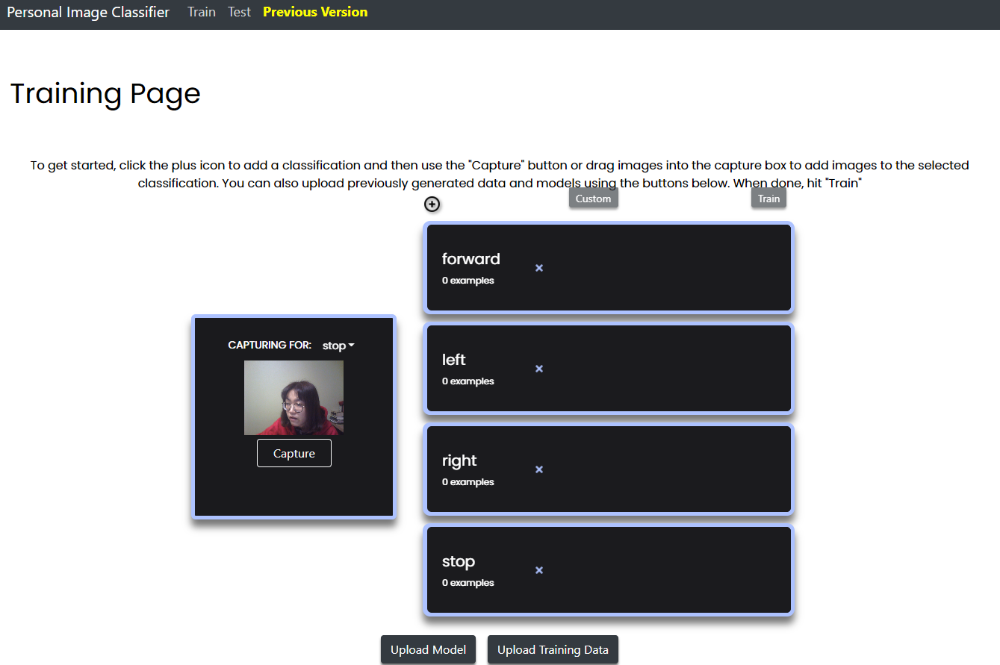 Personal Image Classifier Train Test Previous Version
Training Page
To get started, click the plus icon to add a classification and then use the "Capture" button or drag images into the capture box to add images to the selected
classification. You can also upload previously generated data and models using the buttons below. When done, hit "Train"
Custom Train
CAPTURING FOR: stop
Capture
forward
0 examples
left
0 examples
right
0 examples
stop
0 examples
Upload Model Upload Training Data